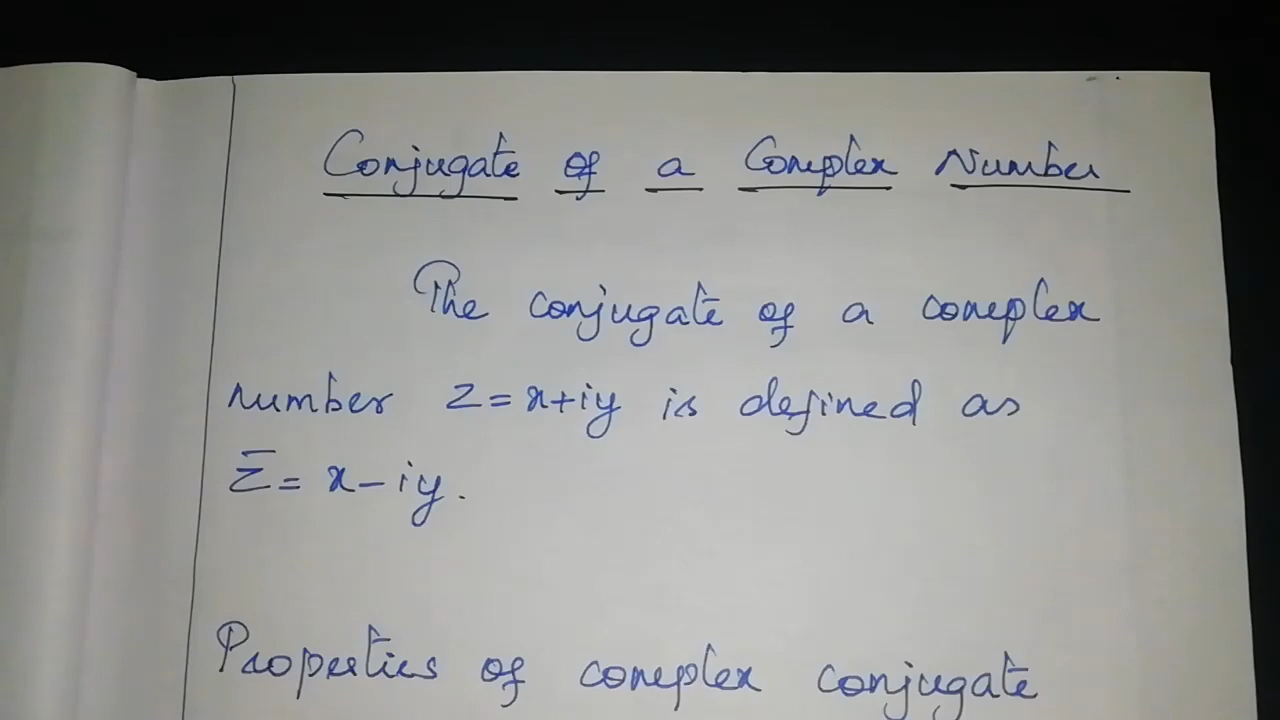 Conjugate of a Complex Number
The conjugate of a complex
number z = x+iy is defined as
z̅ = x - iy.
Properties of complex conjugate